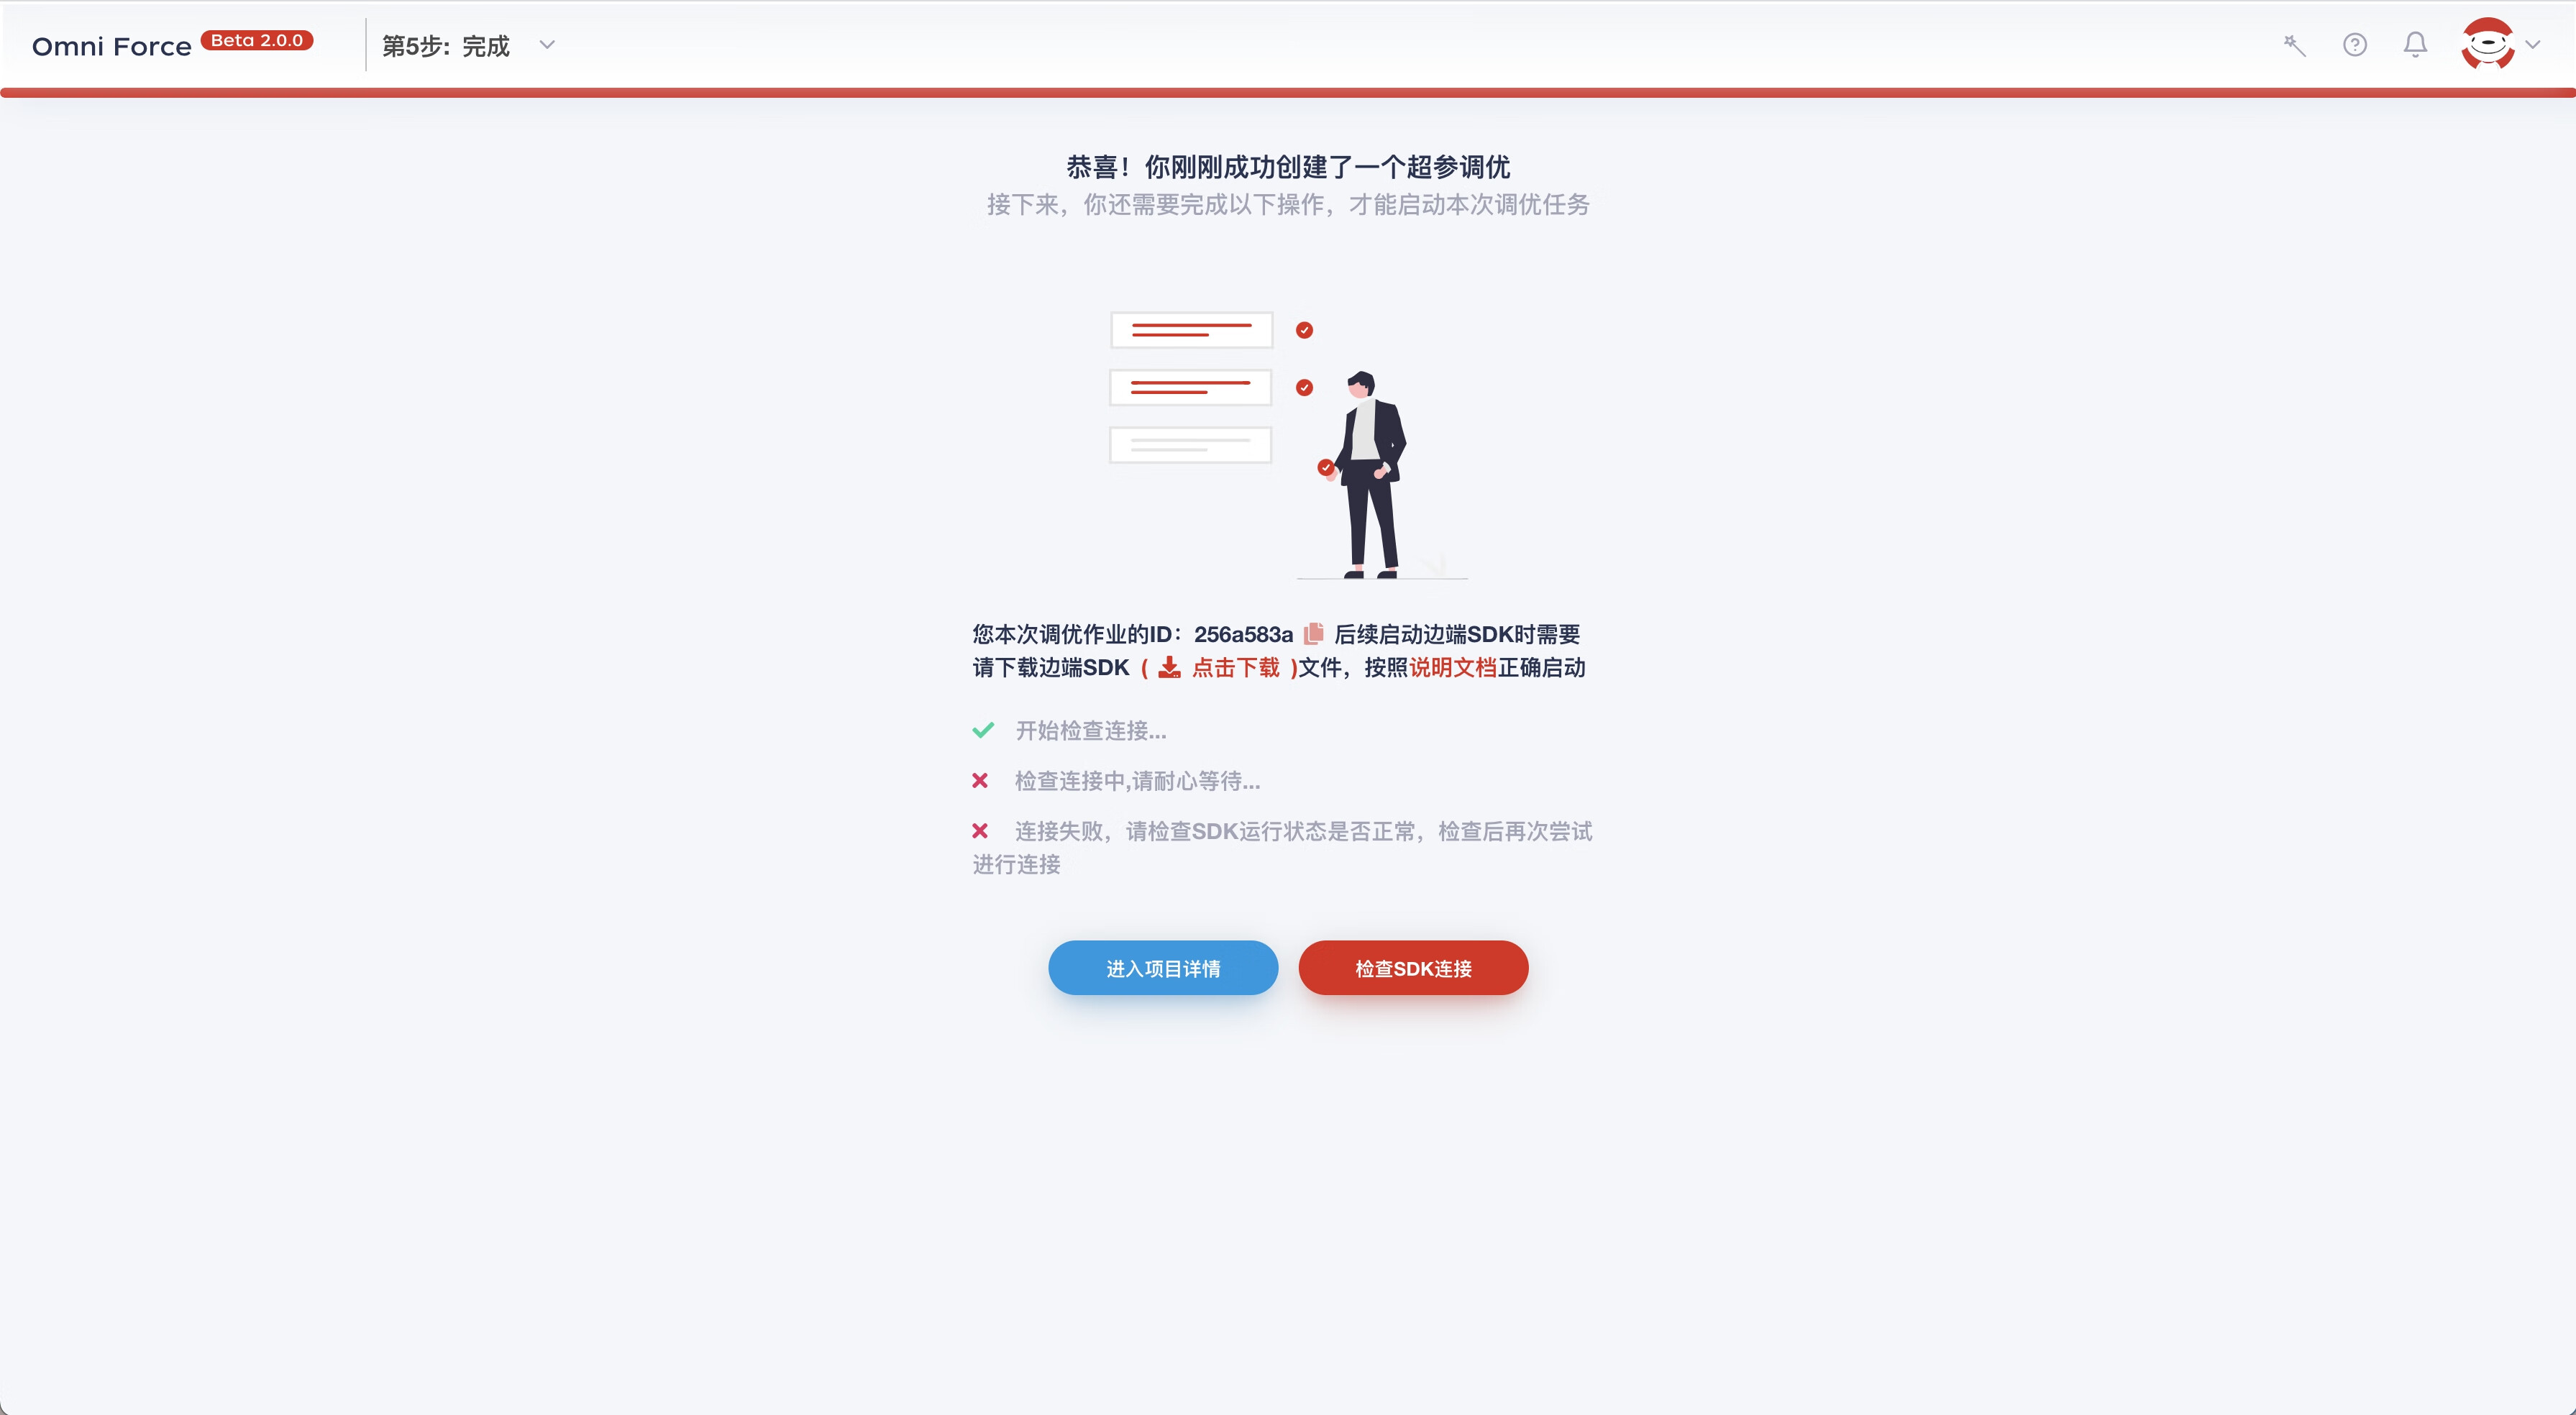 Omni Force Beta 2.0.0 第5步: 完成
恭喜！你刚刚成功创建了一个超参调优
接下来，你还需要完成以下操作，才能启动本次调优任务
您本次调优作业的ID：256a583a 后续启动边端SDK时需要
请下载边端SDK ( 点击下载 )文件，按照说明文档正确启动
开始检查连接...
检查连接中,请耐心等待...
连接失败，请检查SDK运行状态是否正常，检查后再次尝试
进行连接
进入项目详情 检查SDK连接